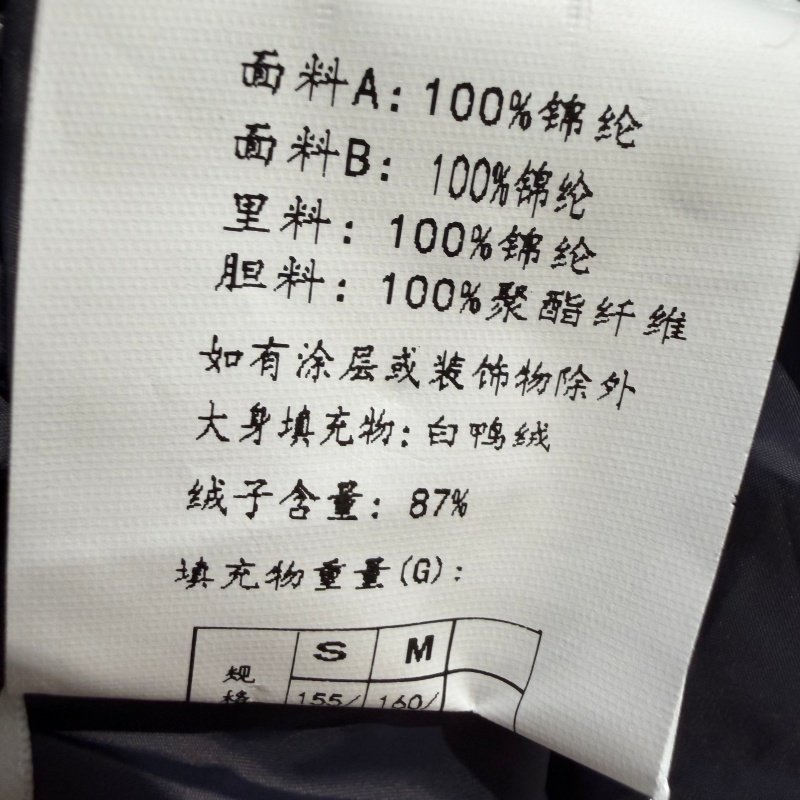 面料A：100%锦纶
面料B：100%锦纶
里料：100%锦纶
胆料：100%聚酯纤维
如有涂层或装饰物除外
大身填充物：白鸭绒
绒子含量：87%
填充物重量(G)：
S M
规格 155/ 160/